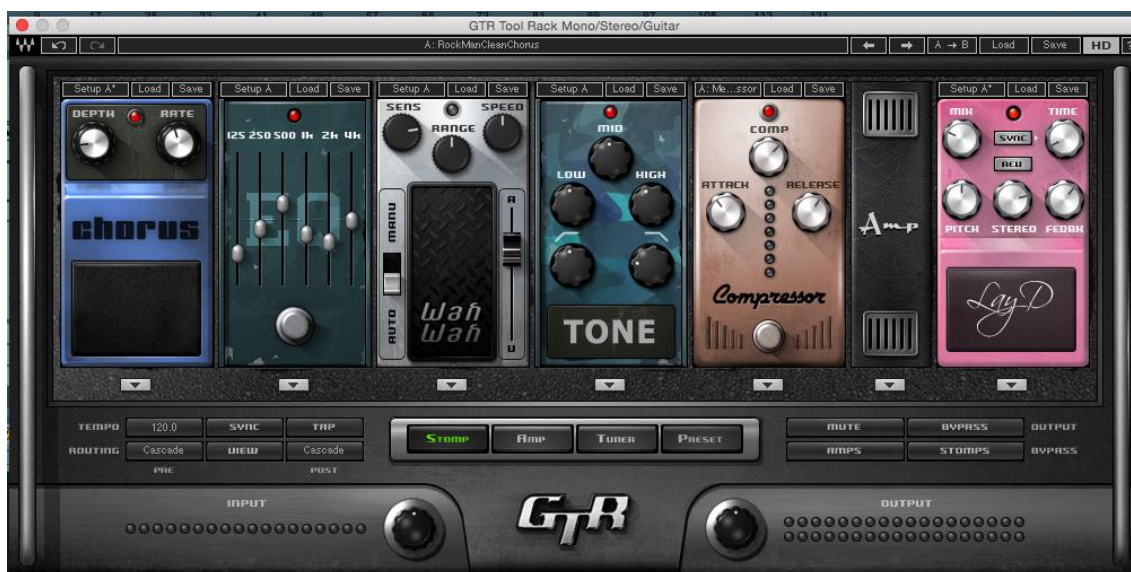 GTR Tool Rack Mono/Stereo/Guitar
A: RockManCleanChorus A → B Load Save HD ?
Setup A* Load Save Setup A Load Save Setup A Load Save Setup A Load Save A: Me...ssor Load Save Setup A* Load Save
DEPTH RATE
chorus
125 250 500 1k 2k 4k
EQ
SENS SPEED
RANGE
MANU
AUTO
A
U
Wah
Wah
MID
LOW HIGH
TONE
COMP
ATTACK RELEASE
Compressor
Amp
MIX TIME
SYNC
REV
PITCH STEREO FEDBK
LayD
TEMPO 120.0 SYNC TAP
ROUTING Cascade VIEW Cascade
PRE POST
Stomp Amp Tuner Preset
MUTE BYPASS OUTPUT
AMPS STOMPS BYPASS
INPUT
GTR
OUTPUT